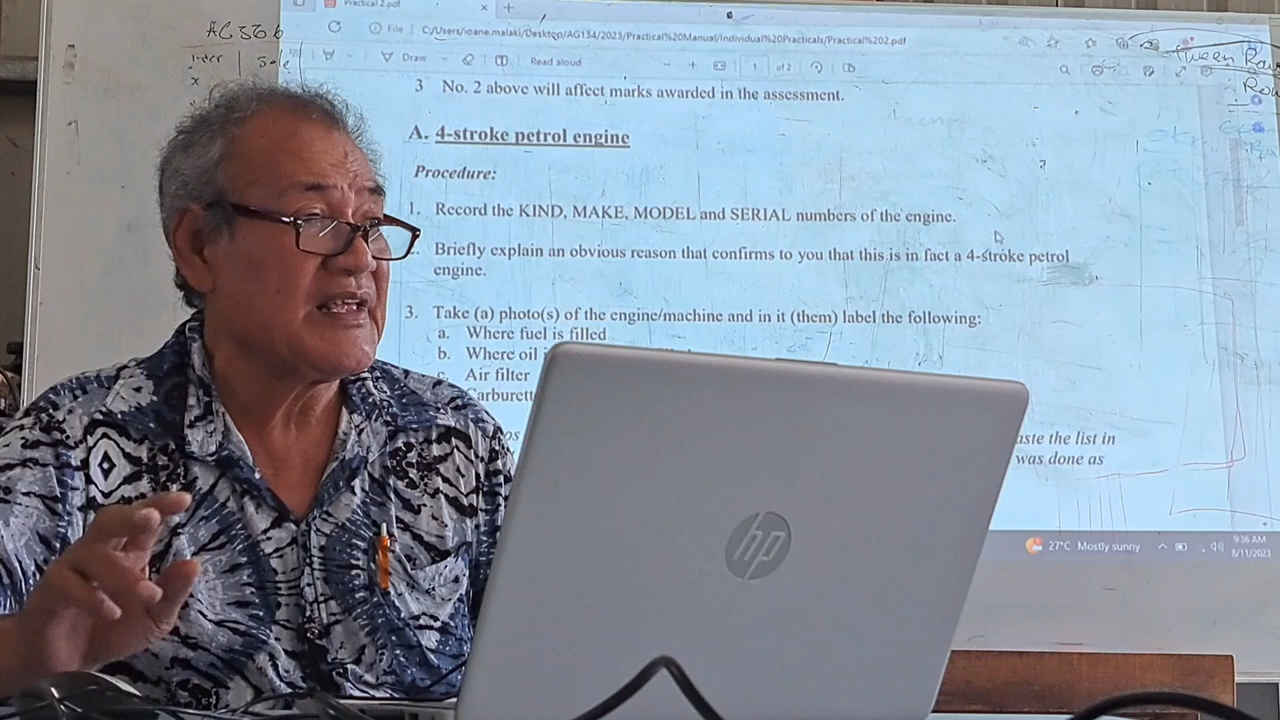 Practical 2.pdf
AG 366
File C:/Users/ioane.malaki/Desktop/AG134/2023/Practical%20Manual/Individual%20Practicals/Practical%202.pdf
Draw Read aloud 1 of 2
Row
3 No. 2 above will affect marks awarded in the assessment.
A. 4-stroke petrol engine
Procedure:
1. Record the KIND, MAKE, MODEL and SERIAL numbers of the engine.
Briefly explain an obvious reason that confirms to you that this is in fact a 4-stroke petrol
engine.
3. Take (a) photo(s) of the engine/machine and in it (them) label the following:
a. Where fuel is filled
b. Where oil
c. Air filter
Carburett
aste the list in
was done as
hp
27°C Mostly sunny
9:36 AM
8/11/2023